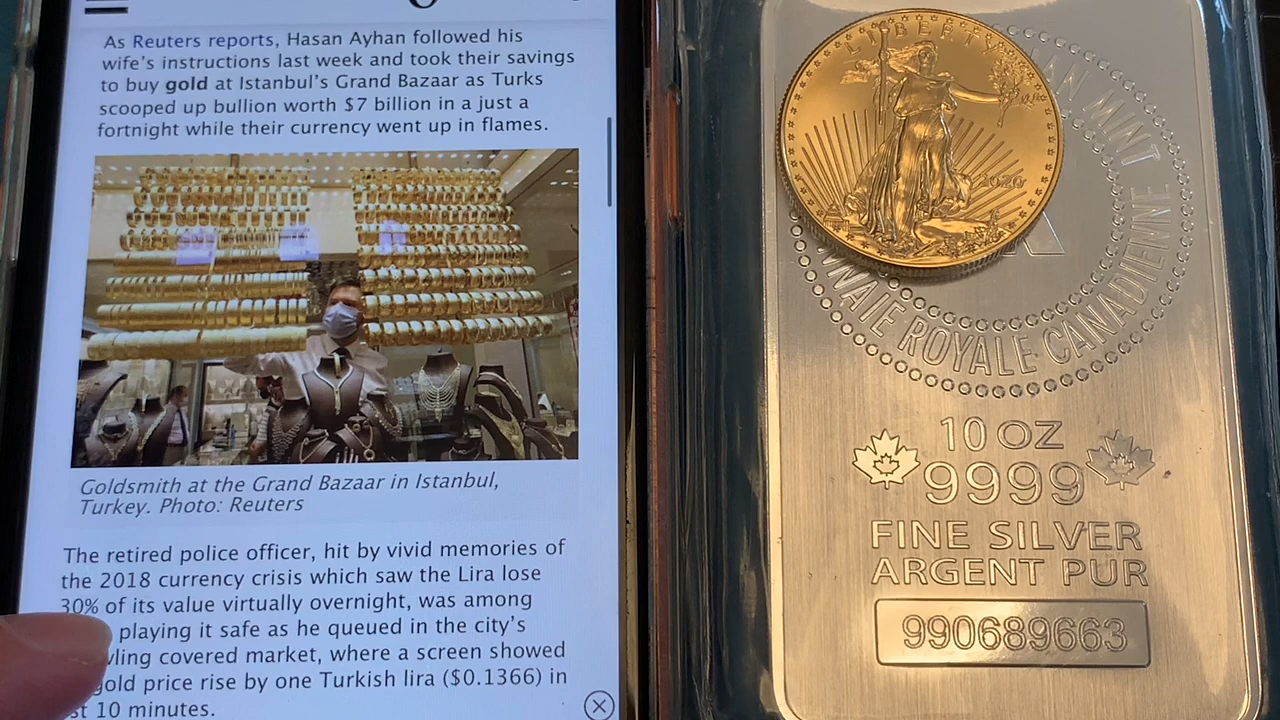 As Reuters reports, Hasan Ayhan followed his
wife's instructions last week and took their savings
to buy gold at Istanbul's Grand Bazaar as Turks
scooped up bullion worth $7 billion in a just a
fortnight while their currency went up in flames.
Goldsmith at the Grand Bazaar in Istanbul,
Turkey. Photo: Reuters
The retired police officer, hit by vivid memories of
the 2018 currency crisis which saw the Lira lose
30% of its value virtually overnight, was among
playing it safe as he queued in the city's
covered market, where a screen showed
gold price rise by one Turkish lira ($0.1366) in
10 minutes.
LIBERTY
2020
MINT
ROYALE CANADIENNE
10 OZ
9999
FINE SILVER
ARGENT PUR
990689663